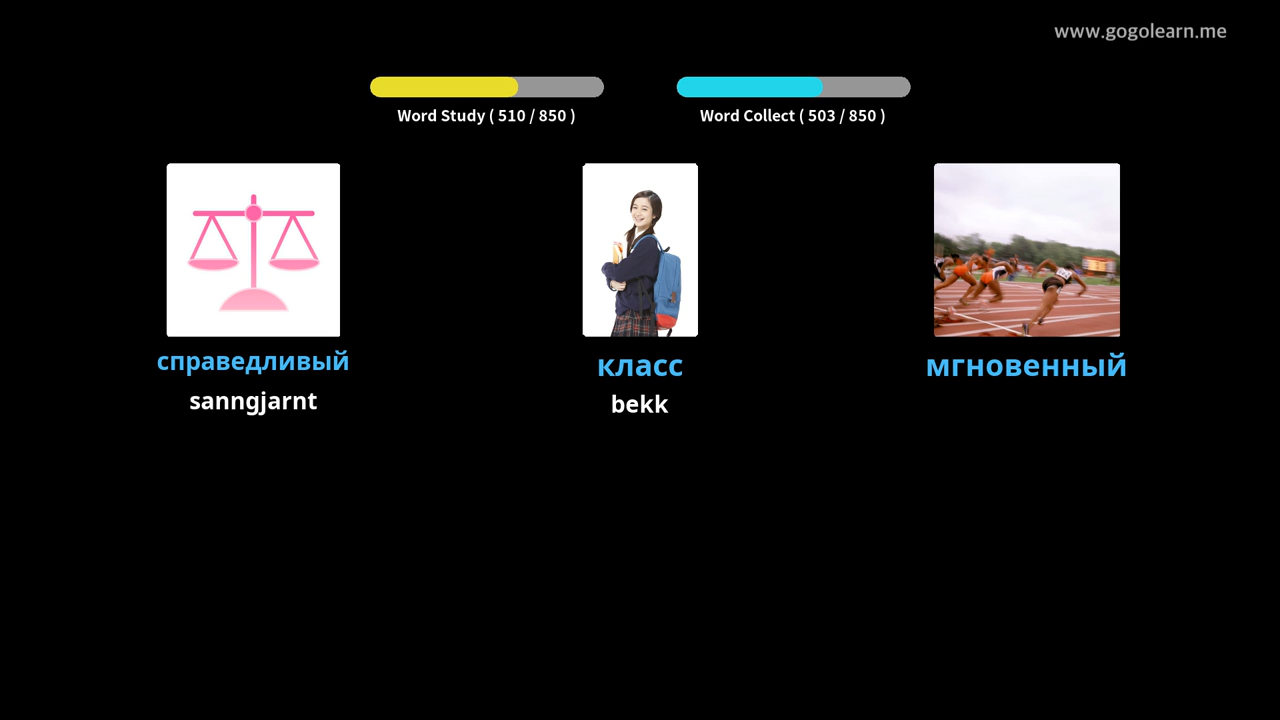 www.gogolearn.me
Word Study ( 510 / 850 )
Word Collect ( 503 / 850 )
справедливый
sanngjarnt
класс
bekk
мгновенный